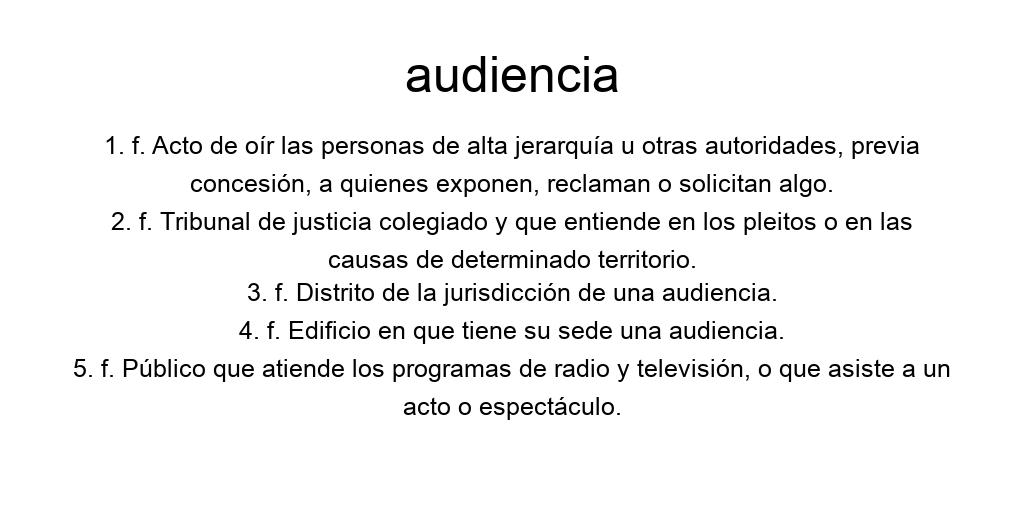 audiencia
1. f. Acto de oír las personas de alta jerarquía u otras autoridades, previa
concesión, a quienes exponen, reclaman o solicitan algo.
2. f. Tribunal de justicia colegiado y que entiende en los pleitos o en las
causas de determinado territorio.
3. f. Distrito de la jurisdicción de una audiencia.
4. f. Edificio en que tiene su sede una audiencia.
5. f. Público que atiende los programas de radio y televisión, o que asiste a un
acto o espectáculo.